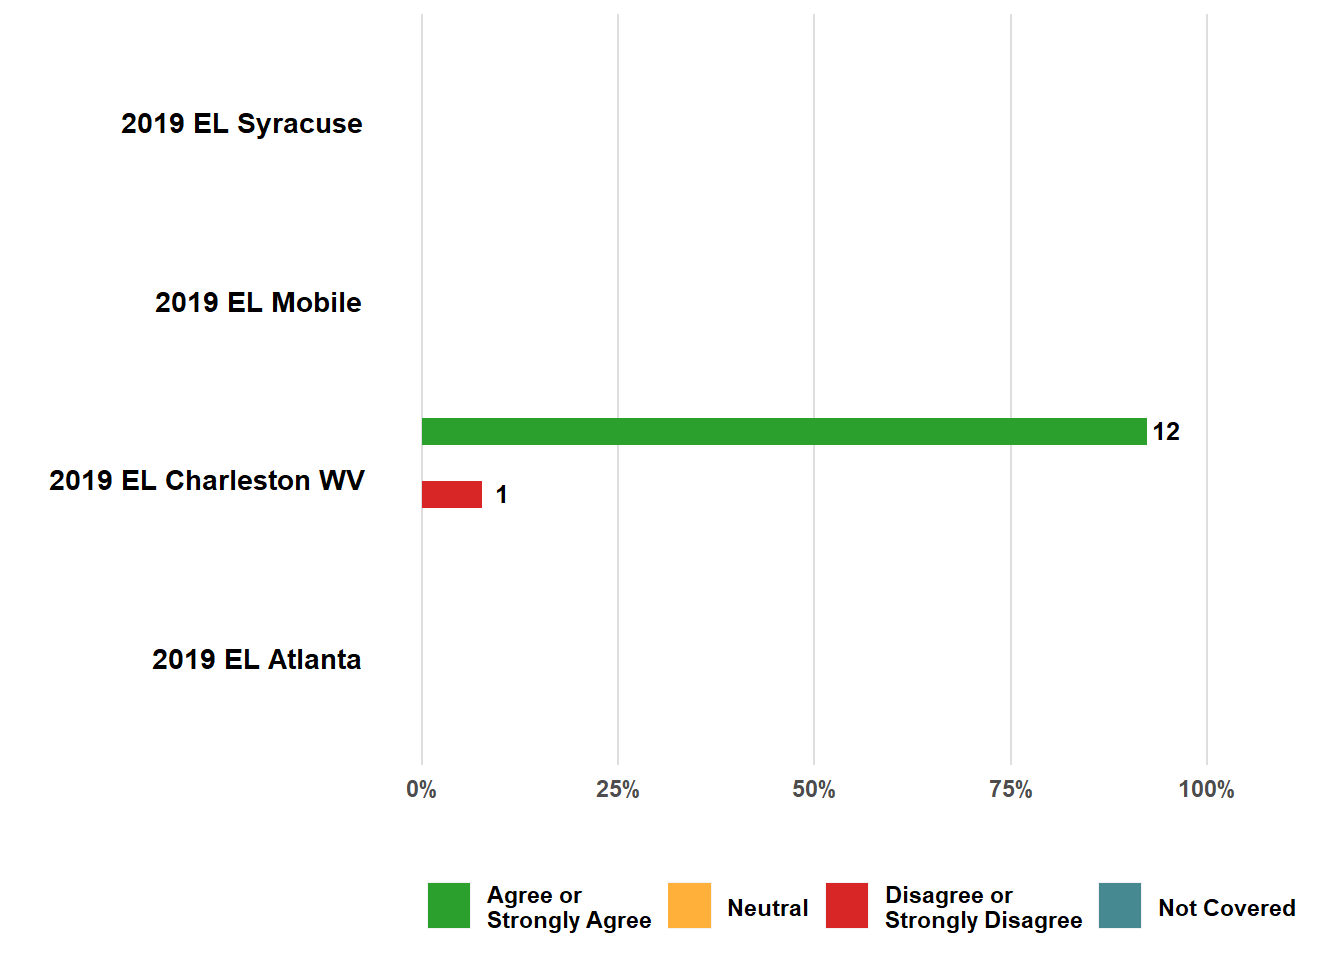 2019 EL Syracuse
2019 EL Mobile
12
2019 EL Charleston WV
1
2019 EL Atlanta
0% 25% 50% 75% 100%
Agree or
Strongly Agree
Neutral
Disagree or
Strongly Disagree
Not Covered